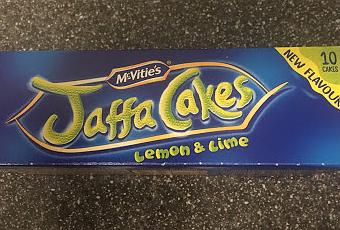 McVitie's
Jaffa Cakes
Lemon & Lime
10
CAKES
NEW FLAVOUR